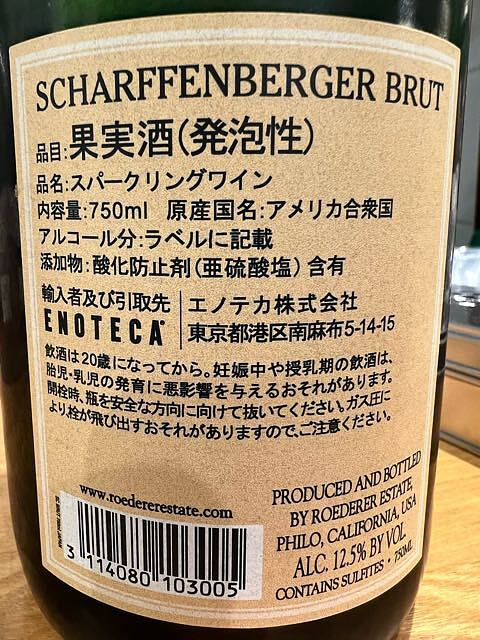 SCHARFFENBERGER BRUT
品目:果実酒(発泡性)
品名:スパークリングワイン
内容量:750ml 原産国名:アメリカ合衆国
アルコール分:ラベルに記載
添加物:酸化防止剤(亜硫酸塩)含有
輸入者及び引取先 エノテカ株式会社
ENOTECA 東京都港区南麻布5-14-15
飲酒は20歳になってから。妊娠中や授乳期の飲酒は、
胎児・乳児の発育に悪影響を与えるおそれがあります。
開栓時、瓶を安全な方向に向けて抜いてください。ガス圧に
より、栓が飛び出すおそれがありますので、ご注意ください。
www.roedererestate.com
3 114080 103005
PRODUCED AND BOTTLED
BY ROEDERER ESTATE,
PHILO, CALIFORNIA, USA
ALC. 12.5% BY VOL.
CONTAINS SULFITES • 750ML